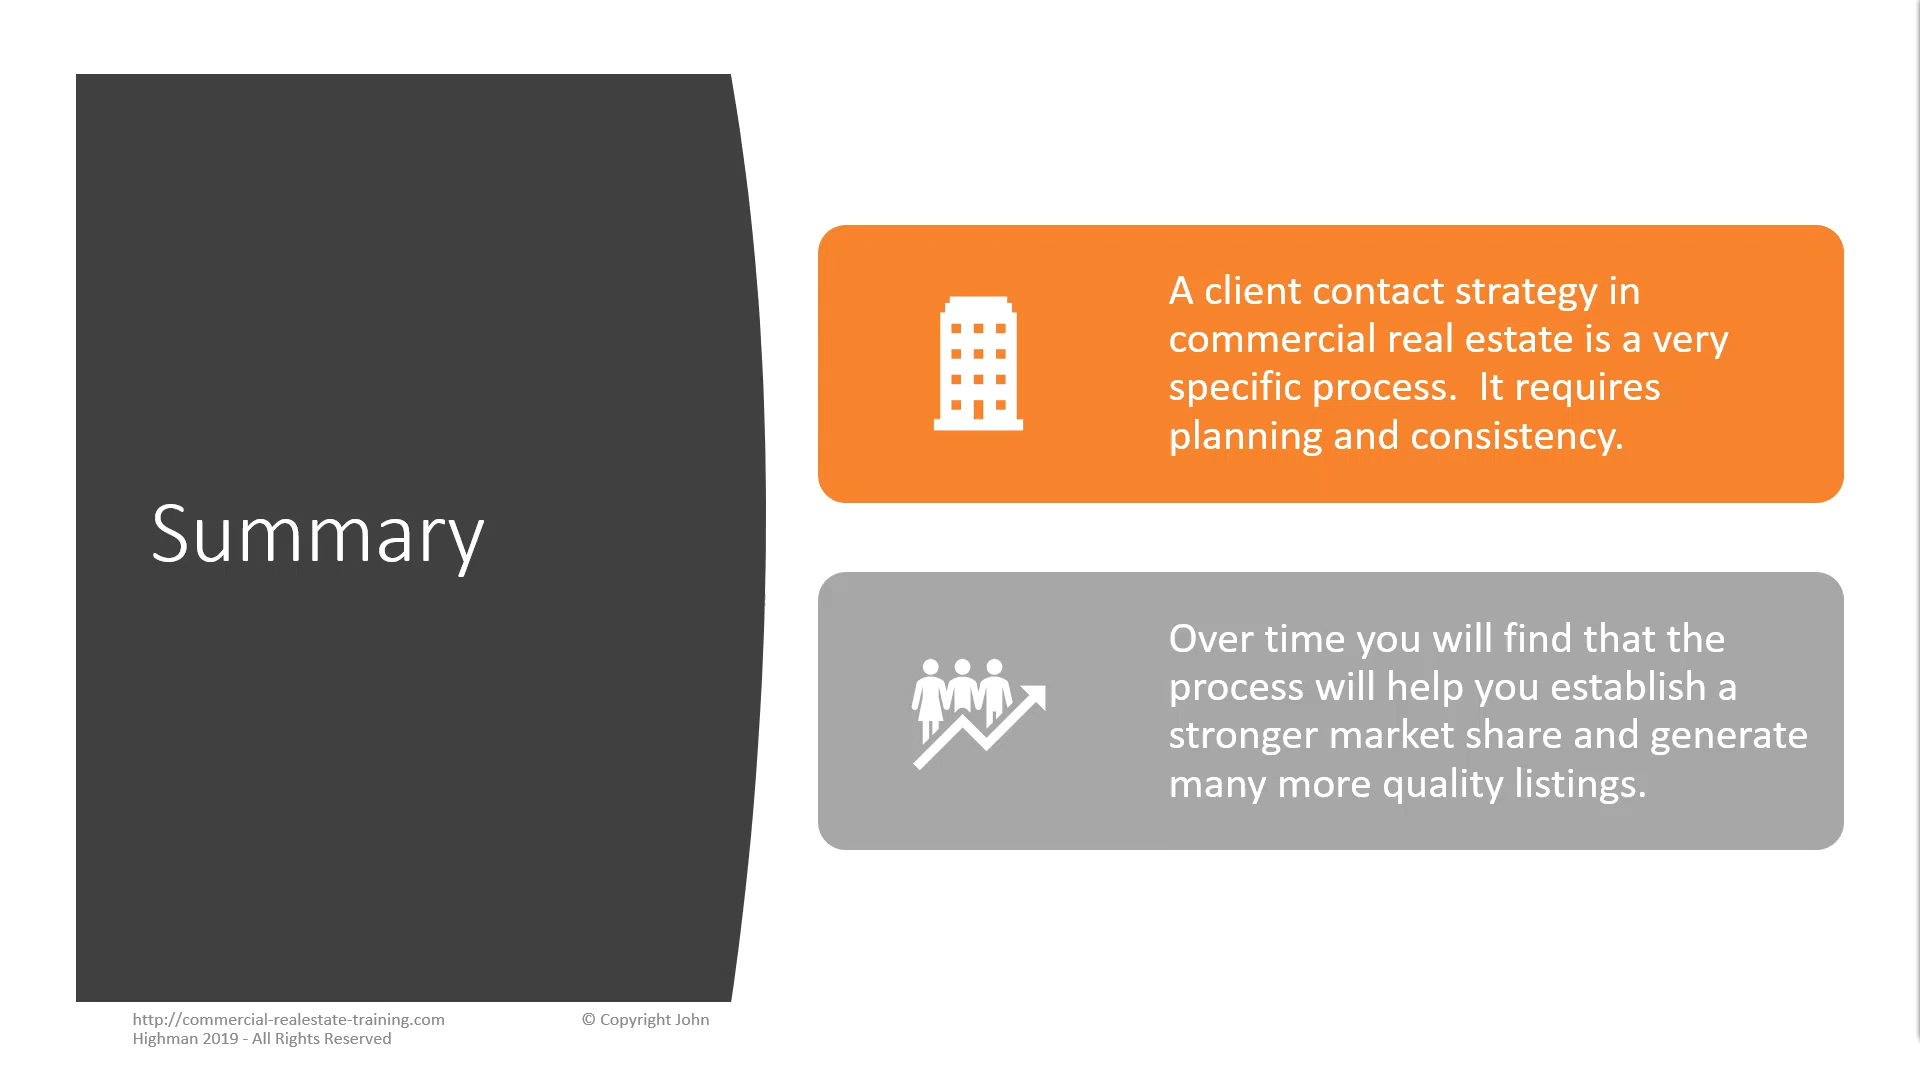 Summary
A client contact strategy in
commercial real estate is a very
specific process.  It requires
planning and consistency.
Over time you will find that the
process will help you establish a
stronger market share and generate
many more quality listings.
http://commercial-realestate-training.com © Copyright John
Highman 2019 - All Rights Reserved